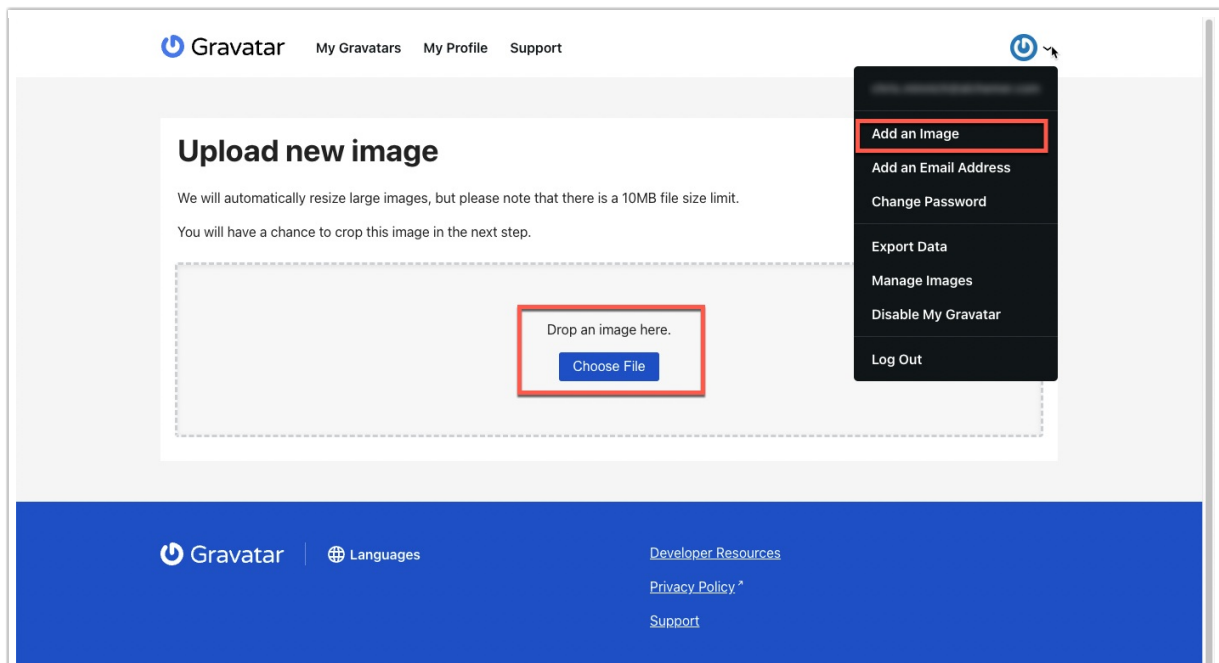 Gravatar My Gravatars My Profile Support
Add an Image
Add an Email Address
Change Password
Export Data
Manage Images
Disable My Gravatar
Log Out
Upload new image
We will automatically resize large images, but please note that there is a 10MB file size limit.
You will have a chance to crop this image in the next step.
Drop an image here.
Choose File
Gravatar Languages
Developer Resources
Privacy Policy
Support